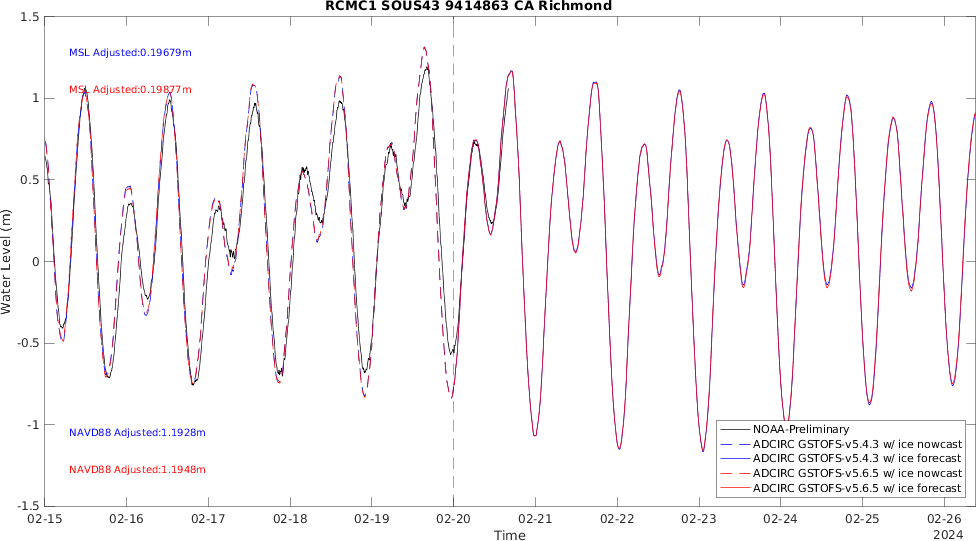 RCMC1 SOUS43 9414863 CA Richmond
1.5
1
0.5
0
-0.5
-1
-1.5
Water Level (m)
MSL Adjusted:0.19679m
MSL Adjusted:0.19877m
NAVD88 Adjusted:1.1928m
NAVD88 Adjusted:1.1948m
NOAA-Preliminary
ADCIRC GSTOFS-v5.4.3 w/ ice nowcast
ADCIRC GSTOFS-v5.4.3 w/ ice forecast
ADCIRC GSTOFS-v5.6.5 w/ ice nowcast
ADCIRC GSTOFS-v5.6.5 w/ ice forecast
02-15 02-16 02-17 02-18 02-19 02-20 02-21 02-22 02-23 02-24 02-25 02-26
Time
2024